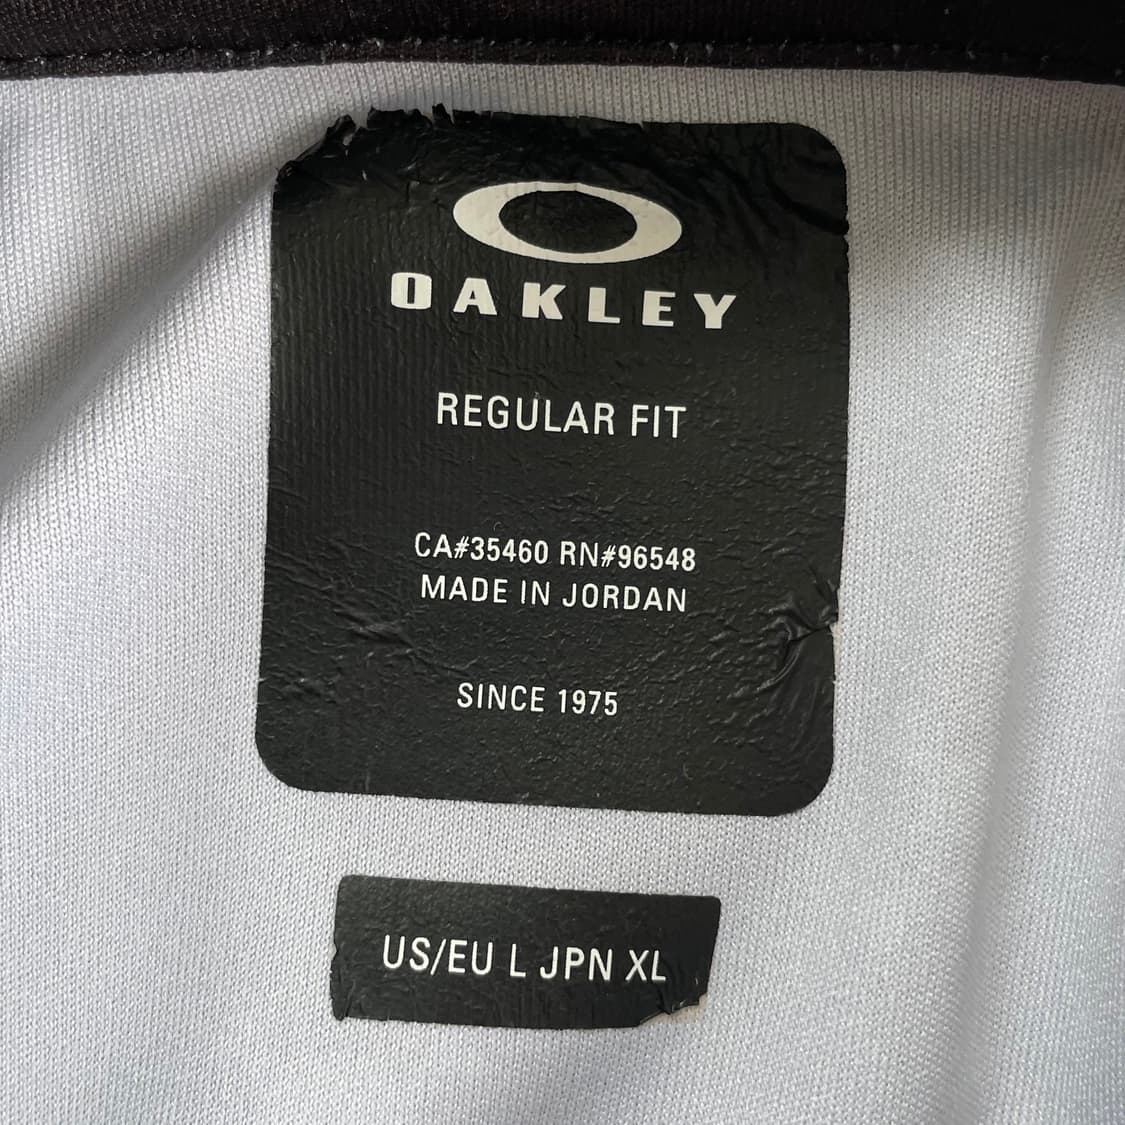 OAKLEY
REGULAR FIT
CA#35460 RN#96548
MADE IN JORDAN
SINCE 1975
US/EU L JPN XL